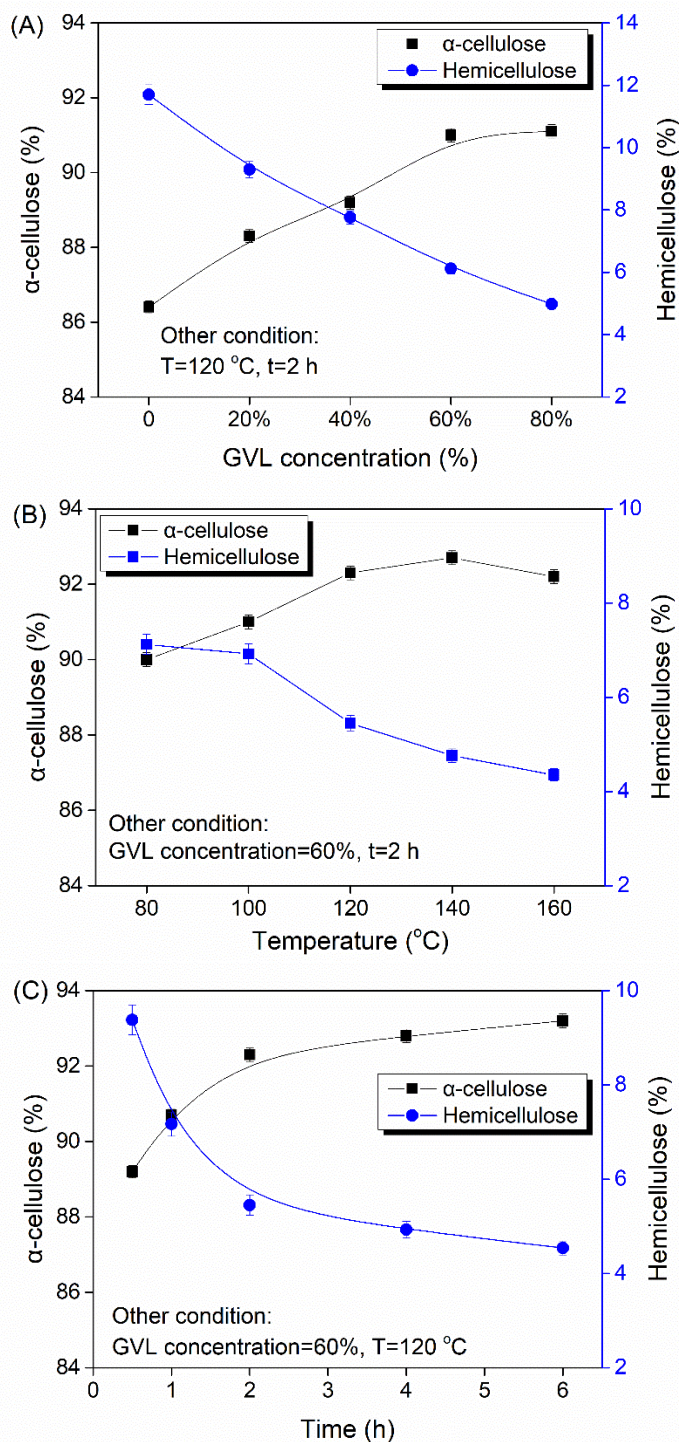 (A)
α-cellulose
Hemicellulose
94
92
90
88
86
84
α-cellulose (%)
14
12
10
8
6
4
2
Hemicellulose (%)
Other condition:
T=120 °C, t=2 h
0 20% 40% 60% 80%
GVL concentration (%)
(B)
α-cellulose
Hemicellulose
94
92
90
88
86
84
α-cellulose (%)
10
8
6
4
2
Hemicellulose (%)
Other condition:
GVL concentration=60%, t=2 h
80 100 120 140 160
Temperature (°C)
(C)
α-cellulose
Hemicellulose
94
92
90
88
86
84
α-cellulose (%)
10
8
6
4
2
Hemicellulose (%)
Other condition:
GVL concentration=60%, T=120 °C
0 1 2 3 4 5 6
Time (h)